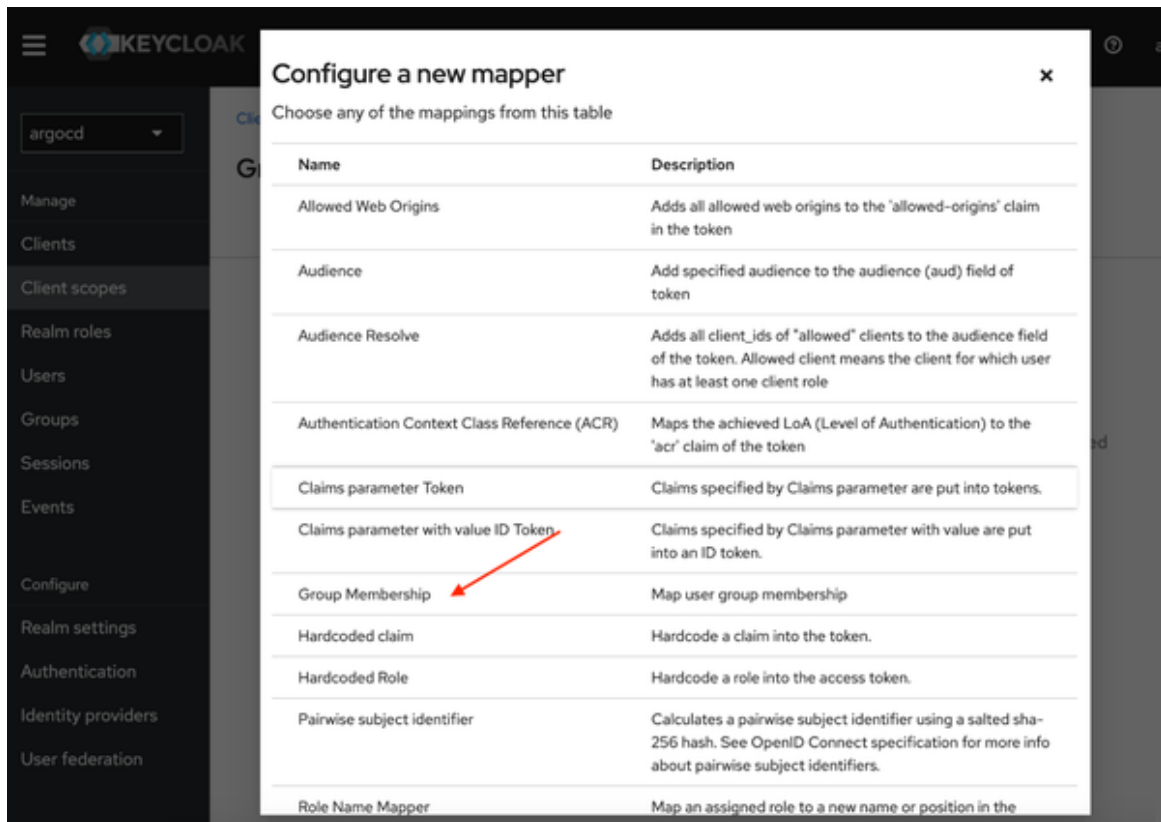 KEYCLOAK
argocd
Manage
Clients
Client scopes
Realm roles
Users
Groups
Sessions
Events
Configure
Realm settings
Authentication
Identity providers
User federation
Configure a new mapper
Choose any of the mappings from this table
Name Description
Allowed Web Origins Adds all allowed web origins to the 'allowed-origins' claim
in the token
Audience Add specified audience to the audience (aud) field of
token
Audience Resolve Adds all client_ids of "allowed" clients to the audience field
of the token. Allowed client means the client for which user
has at least one client role
Authentication Context Class Reference (ACR) Maps the achieved LoA (Level of Authentication) to the
'acr' claim of the token
Claims parameter Token Claims specified by Claims parameter are put into tokens.
Claims parameter with value ID Token Claims specified by Claims parameter with value are put
into an ID token.
Group Membership Map user group membership
Hardcoded claim Hardcode a claim into the token.
Hardcoded Role Hardcode a role into the access token.
Pairwise subject identifier Calculates a pairwise subject identifier using a salted sha-
256 hash. See OpenID Connect specification for more info
about pairwise subject identifiers.
Role Name Mapper Map an assigned role to a new name or position in the